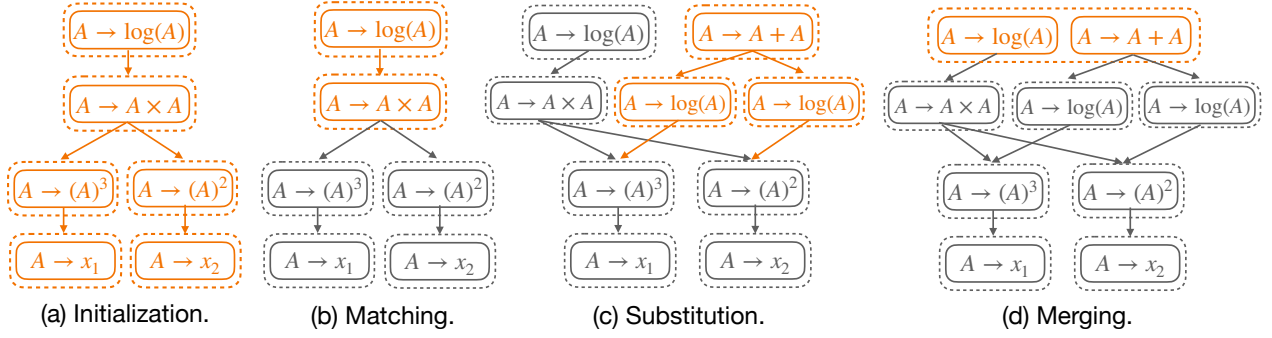 A → log(A)
A → A × A
A → (A)³
A → (A)²
A → x₁
A → x₂
(a) Initialization.
A → log(A)
A → A × A
A → (A)³
A → (A)²
A → x₁
A → x₂
(b) Matching.
A → log(A)
A → A + A
A → A × A
A → log(A)
A → log(A)
A → (A)³
A → (A)²
A → x₁
A → x₂
(c) Substitution.
A → log(A)
A → A + A
A → A × A
A → log(A)
A → log(A)
A → (A)³
A → (A)²
A → x₁
A → x₂
(d) Merging.